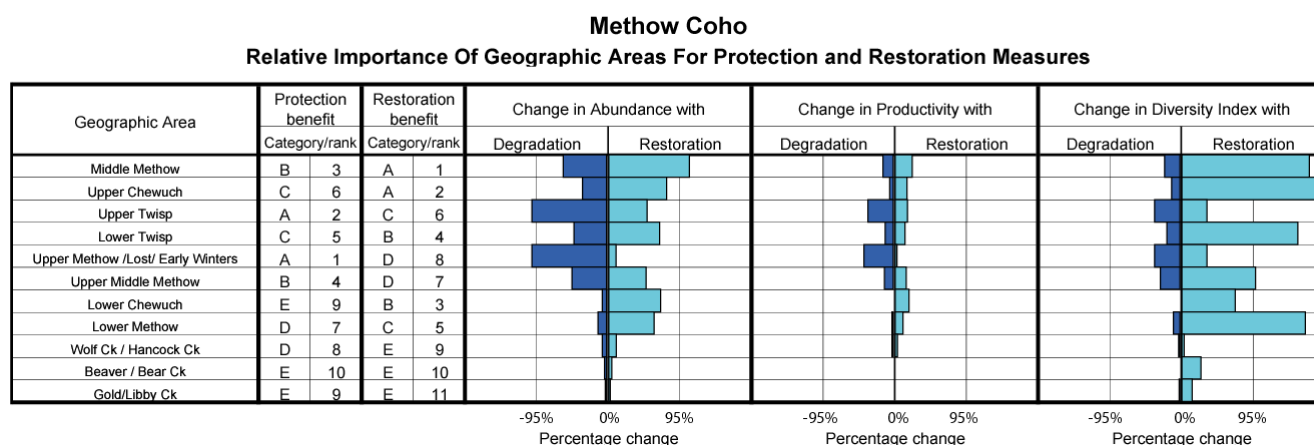 Methow Coho
Relative Importance Of Geographic Areas For Protection and Restoration Measures
Geographic Area
Protection benefit
Restoration benefit
Change in Abundance with
Change in Productivity with
Change in Diversity Index with
Category/rank Category/rank Degradation Restoration Degradation Restoration Degradation Restoration
Middle Methow B 3 A 1
Upper Chewuch C 6 A 2
Upper Twisp A 2 C 6
Lower Twisp C 5 B 4
Upper Methow /Lost/ Early Winters A 1 D 8
Upper Middle Methow B 4 D 7
Lower Chewuch E 9 B 3
Lower Methow D 7 C 5
Wolf Ck / Hancock Ck D 8 E 9
Beaver / Bear Ck E 10 E 10
Gold/Libby Ck E 9 E 11
-95% 0% 95% -95% 0% 95% -95% 0% 95%
Percentage change Percentage change Percentage change